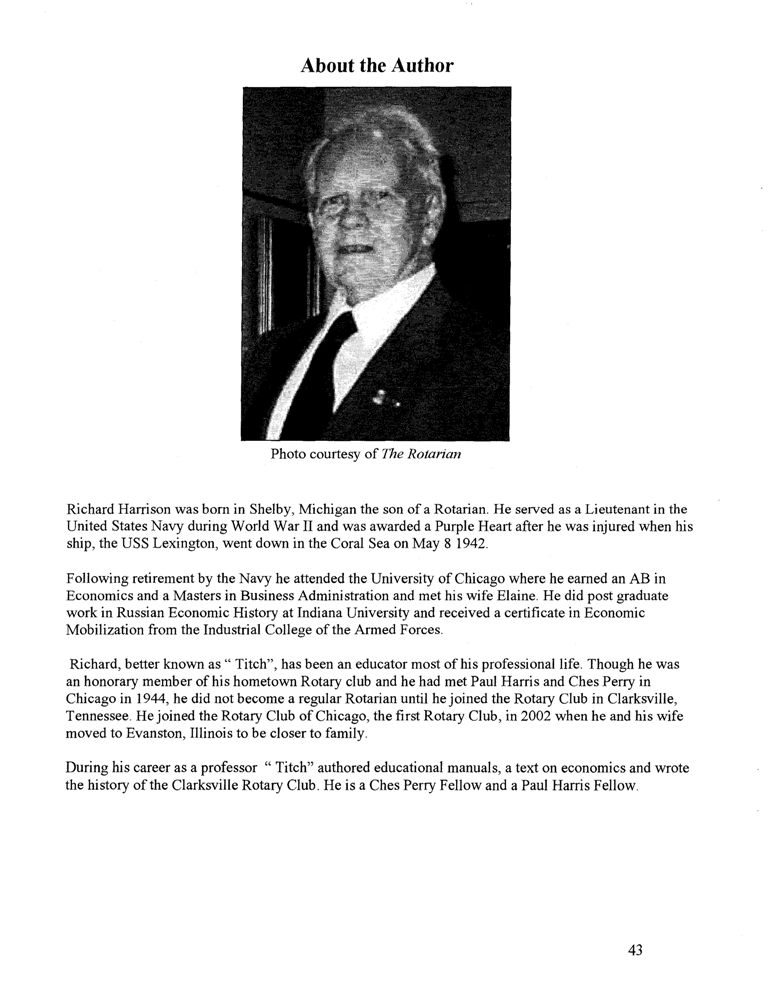 About the Author
Photo courtesy of The Rotarian
Richard Harrison was born in Shelby, Michigan the son of a Rotarian. He served as a Lieutenant in the
United States Navy during World War II and was awarded a Purple Heart after he was injured when his
ship, the USS Lexington, went down in the Coral Sea on May 8 1942.
Following retirement by the Navy he attended the University of Chicago where he earned an AB in
Economics and a Masters in Business Administration and met his wife Elaine. He did post graduate
work in Russian Economic History at Indiana University and received a certificate in Economic
Mobilization from the Industrial College of the Armed Forces.
Richard, better known as “ Titch”, has been an educator most of his professional life. Though he was
an honorary member of his hometown Rotary club and he had met Paul Harris and Ches Perry in
Chicago in 1944, he did not become a regular Rotarian until he joined the Rotary Club in Clarksville,
Tennessee. He joined the Rotary Club of Chicago, the first Rotary Club, in 2002 when he and his wife
moved to Evanston, Illinois to be closer to family.
During his career as a professor “ Titch” authored educational manuals, a text on economics and wrote
the history of the Clarksville Rotary Club. He is a Ches Perry Fellow and a Paul Harris Fellow.
43